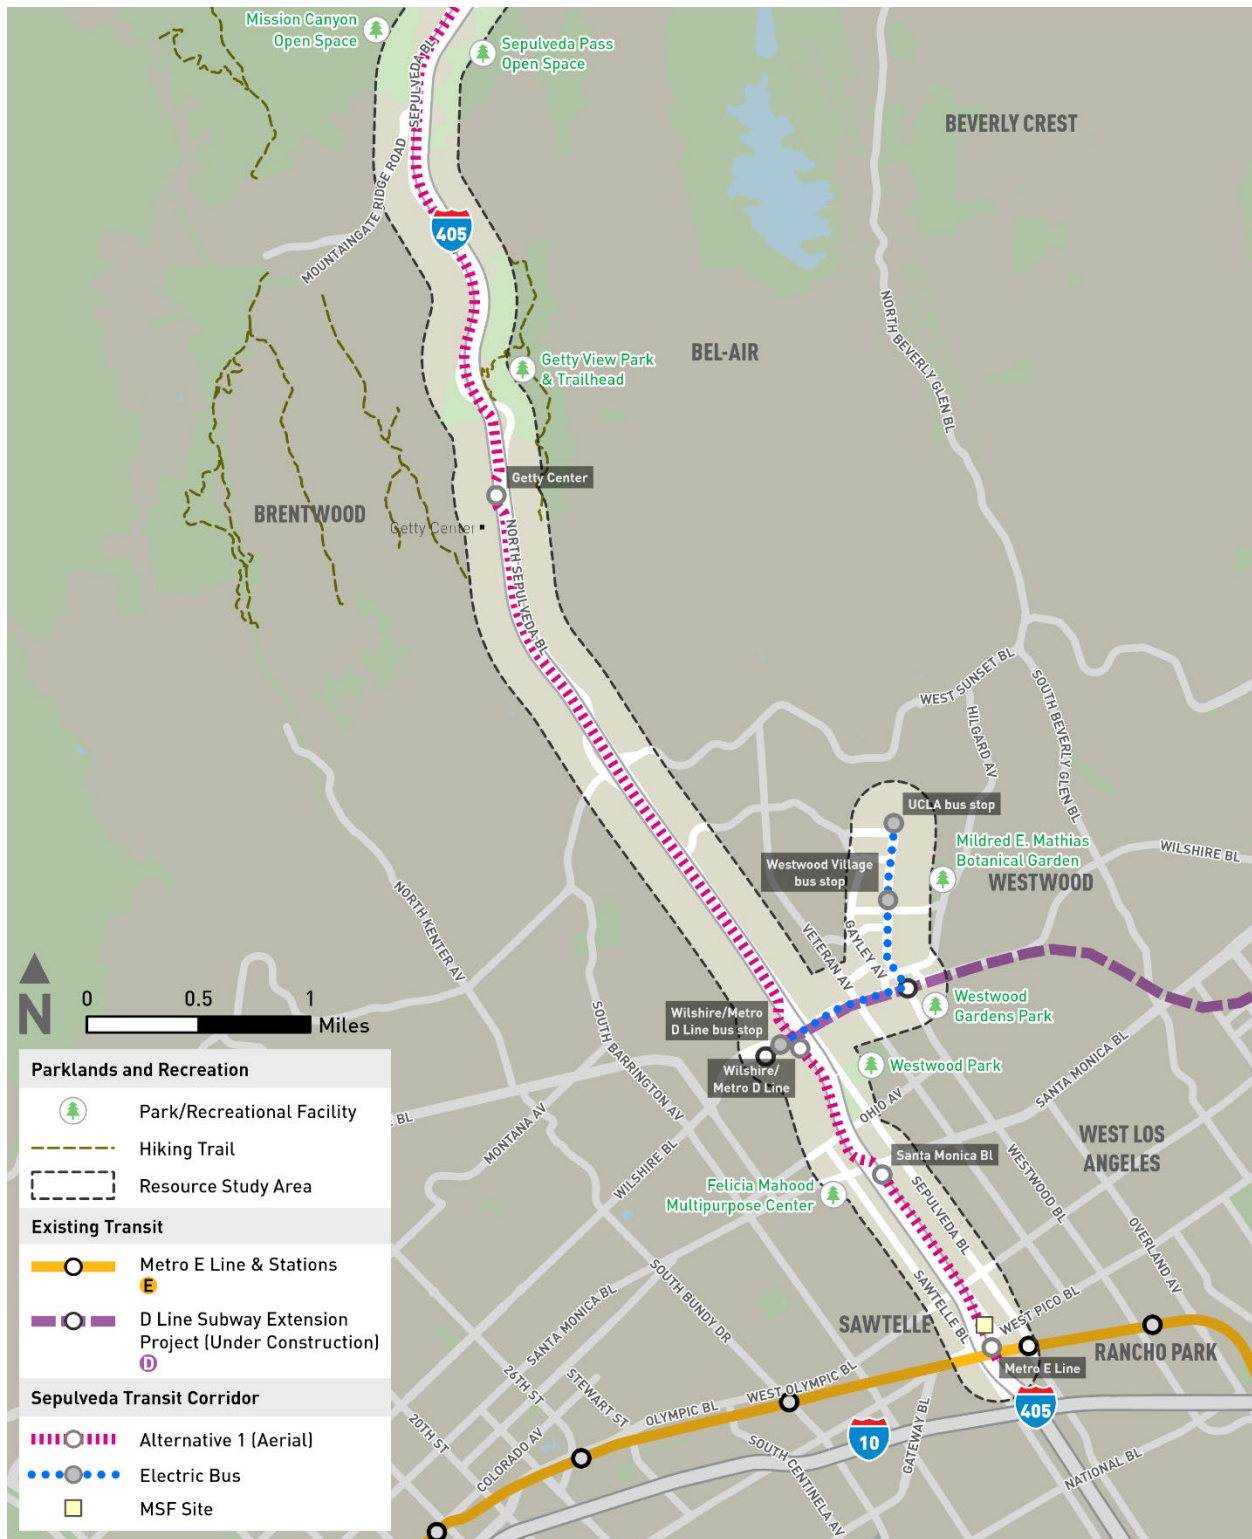 Mission Canyon
Open Space
Sepulveda Pass
Open Space
SEPULVEDA BL
BEVERLY CREST
MOUNTAINGATE RIDGE ROAD
405
NORTH BEVERLY GLEN BL
BEL-AIR
Getty View Park
& Trailhead
Getty Center
BRENTWOOD
Getty Center
NORTH SEPULVEDA BL
WEST SUNSET BL
SOUTH BEVERLY GLEN BL
HILGARD AV
UCLA bus stop
Mildred E. Mathias
Botanical Garden
WILSHIRE BL
Westwood Village
bus stop
WESTWOOD
NORTH KENTER AV
VETERAN AV
GAYLEY AV
N
0 0.5 1
Miles
Westwood
Gardens Park
Wilshire/Metro
D Line bus stop
Wilshire/
Metro D Line
Westwood Park
SANTA MONICA BL
SOUTH BARRINGTON AV
OHIO AV
BL
MONTANA AV
WILSHIRE BL
Santa Monica Bl
WEST LOS
ANGELES
Felicia Mahood
Multipurpose Center
SEPULVEDA BL
WESTWOOD BL
OVERLAND AV
SOUTH BUNDY DR
SAWTELLE BL
SAWTELLE
WEST PICO BL
SANTA MONICA BL
RANCHO PARK
Metro E Line
26TH ST
STEWART ST
WEST OLYMPIC BL
OLYMPIC BL
20TH ST
COLORADO AV
405
10
GATEWAY BL
SOUTH CENTINELA AV
NATIONAL BL
Parklands and Recreation
Park/Recreational Facility
Hiking Trail
Resource Study Area
Existing Transit
Metro E Line & Stations
E
D Line Subway Extension
Project (Under Construction)
D
Sepulveda Transit Corridor
Alternative 1 (Aerial)
Electric Bus
MSF Site